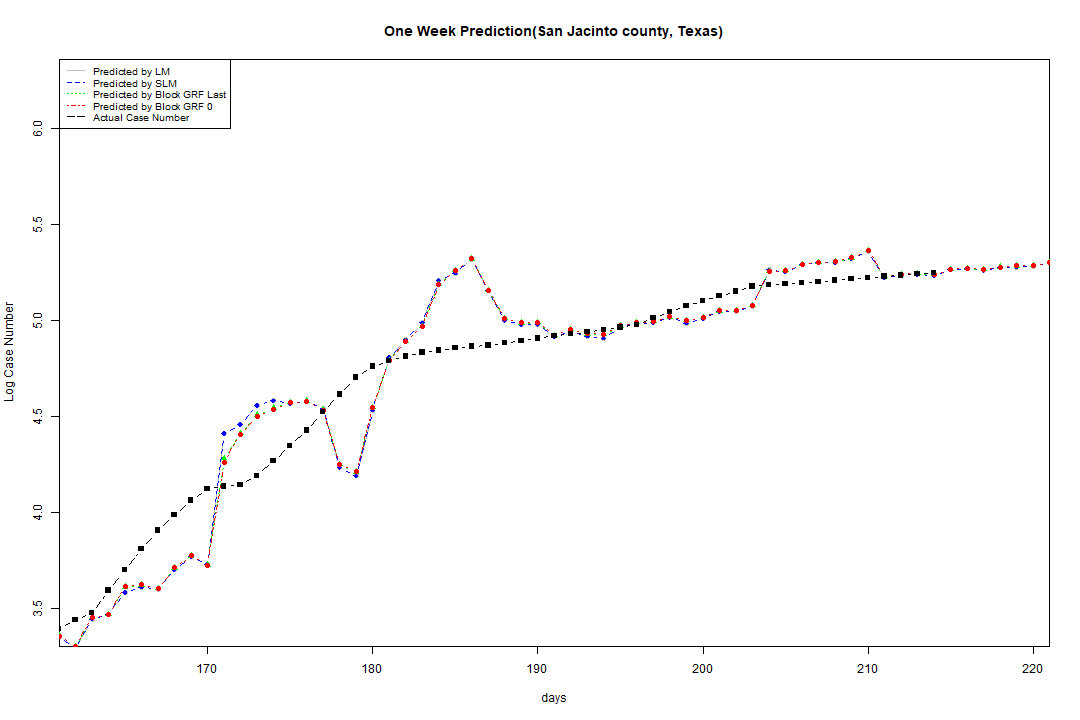 One Week Prediction(San Jacinto county, Texas)
Predicted by LM
Predicted by SLM
Predicted by Block GRF Last
Predicted by Block GRF 0
Actual Case Number
Log Case Number
6.0
5.5
5.0
4.5
4.0
3.5
170 180 190 200 210 220
days